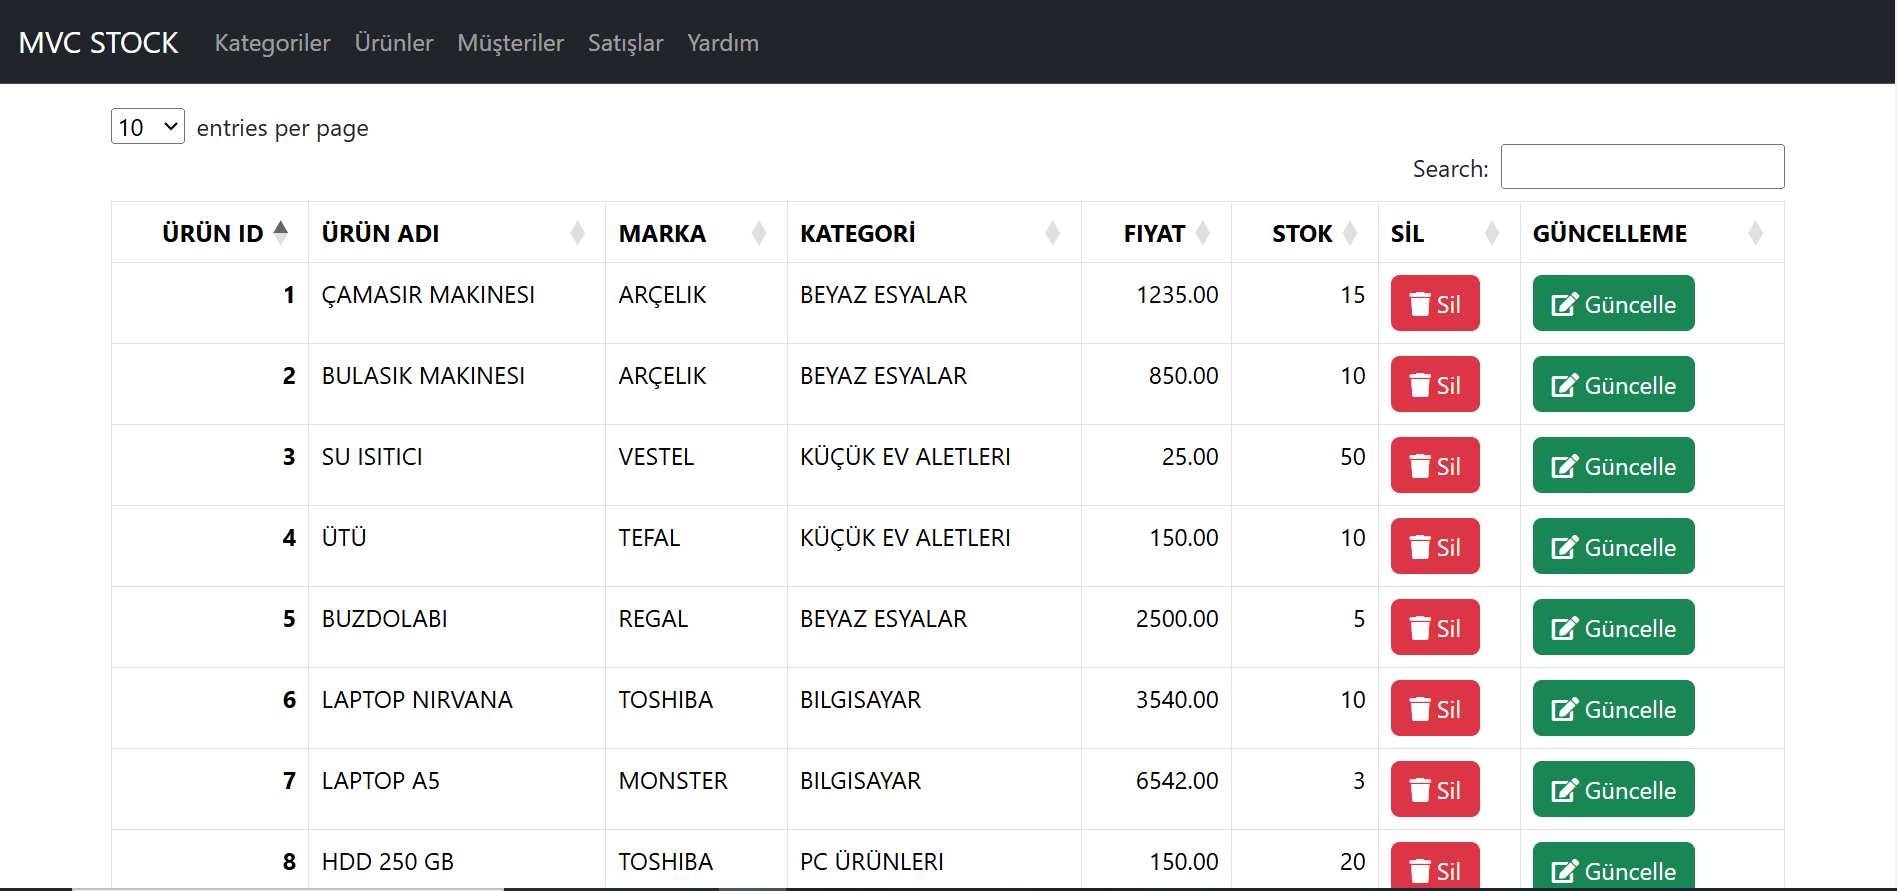 MVC STOCK Kategoriler Ürünler Müşteriler Satışlar Yardım
10 entries per page
Search:
ÜRÜN ID ÜRÜN ADI MARKA KATEGORİ FIYAT STOK SİL GÜNCELLEME
1 ÇAMASIR MAKINESI ARÇELIK BEYAZ ESYALAR 1235.00 15 Sil Güncelle
2 BULASIK MAKINESI ARÇELIK BEYAZ ESYALAR 850.00 10 Sil Güncelle
3 SU ISITICI VESTEL KÜÇÜK EV ALETLERI 25.00 50 Sil Güncelle
4 ÜTÜ TEFAL KÜÇÜK EV ALETLERI 150.00 10 Sil Güncelle
5 BUZDOLABI REGAL BEYAZ ESYALAR 2500.00 5 Sil Güncelle
6 LAPTOP NIRVANA TOSHIBA BILGISAYAR 3540.00 10 Sil Güncelle
7 LAPTOP A5 MONSTER BILGISAYAR 6542.00 3 Sil Güncelle
8 HDD 250 GB TOSHIBA PC ÜRÜNLERI 150.00 20 Sil Güncelle